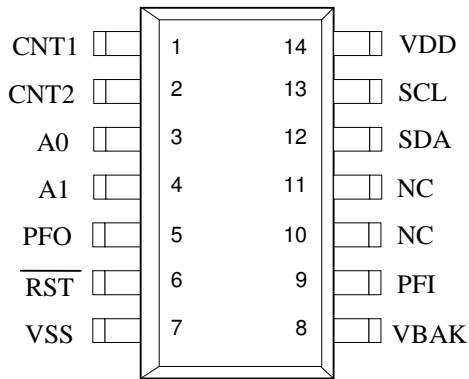 CNT1 1 14 VDD
CNT2 2 13 SCL
A0 3 12 SDA
A1 4 11 NC
PFO 5 10 NC
R̅S̅T̅ 6 9 PFI
VSS 7 8 VBAK